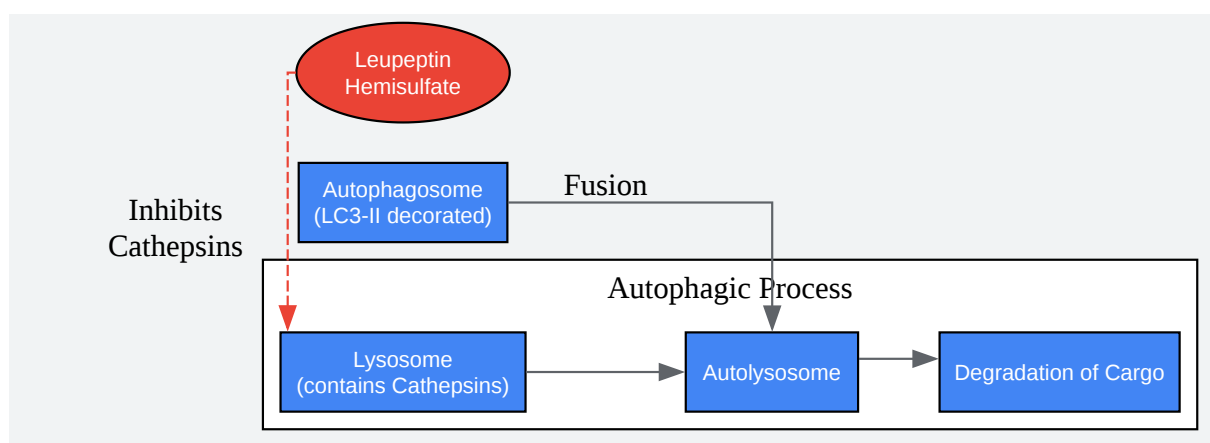 Leupeptin
Hemisulfate
Autophagosome
(LC3-II decorated)
Fusion
Inhibits
Cathepsins
Autophagic Process
Lysosome
(contains Cathepsins)
Autolysosome
Degradation of Cargo